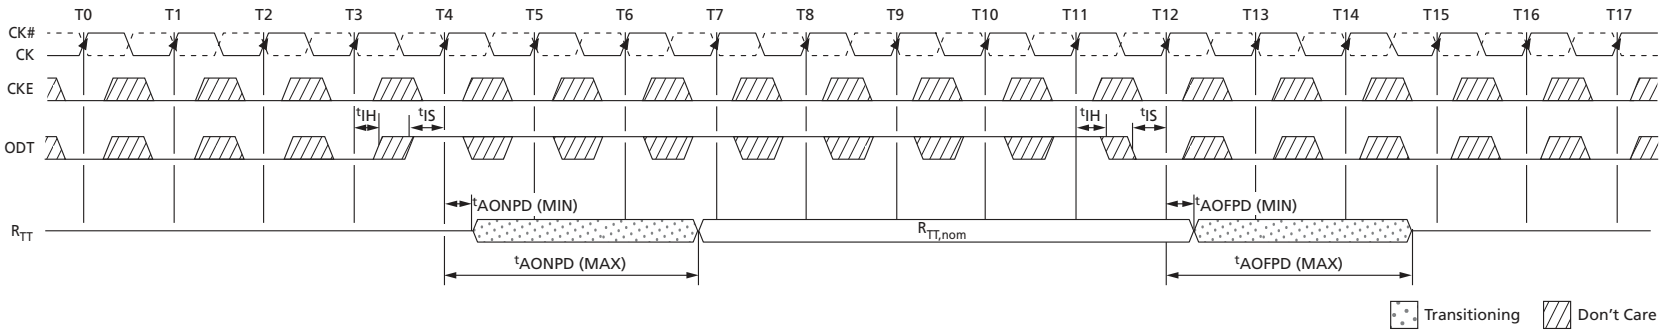 T0 T1 T2 T3 T4 T5 T6 T7 T8 T9 T10 T11 T12 T13 T14 T15 T16 T17
CK#
CK
CKE
tIH tIS tIH tIS
ODT
tAONPD (MIN) tAOFPD (MIN)
RTT RTT,nom
tAONPD (MAX) tAOFPD (MAX)
Transitioning Don't Care